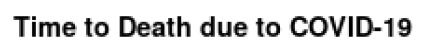 Time to Death due to COVID-19